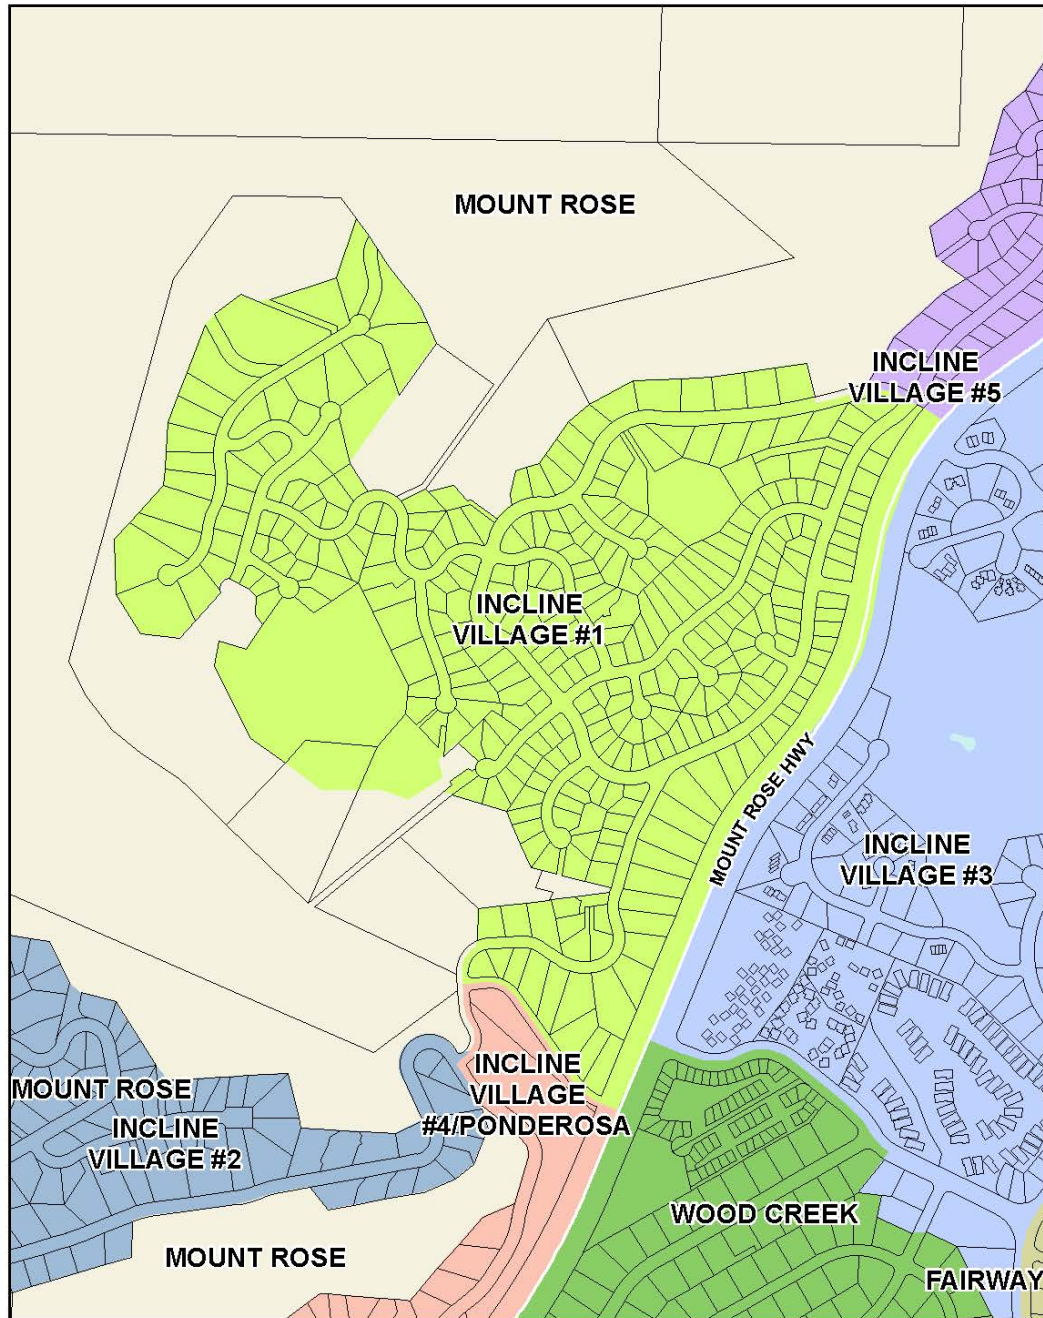 MOUNT ROSE
INCLINE
VILLAGE #5
INCLINE
VILLAGE #1
MOUNT ROSE HWY
INCLINE
VILLAGE #3
INCLINE
VILLAGE
#4/PONDEROSA
MOUNT ROSE
INCLINE
VILLAGE #2
WOOD CREEK
MOUNT ROSE
FAIRWAY